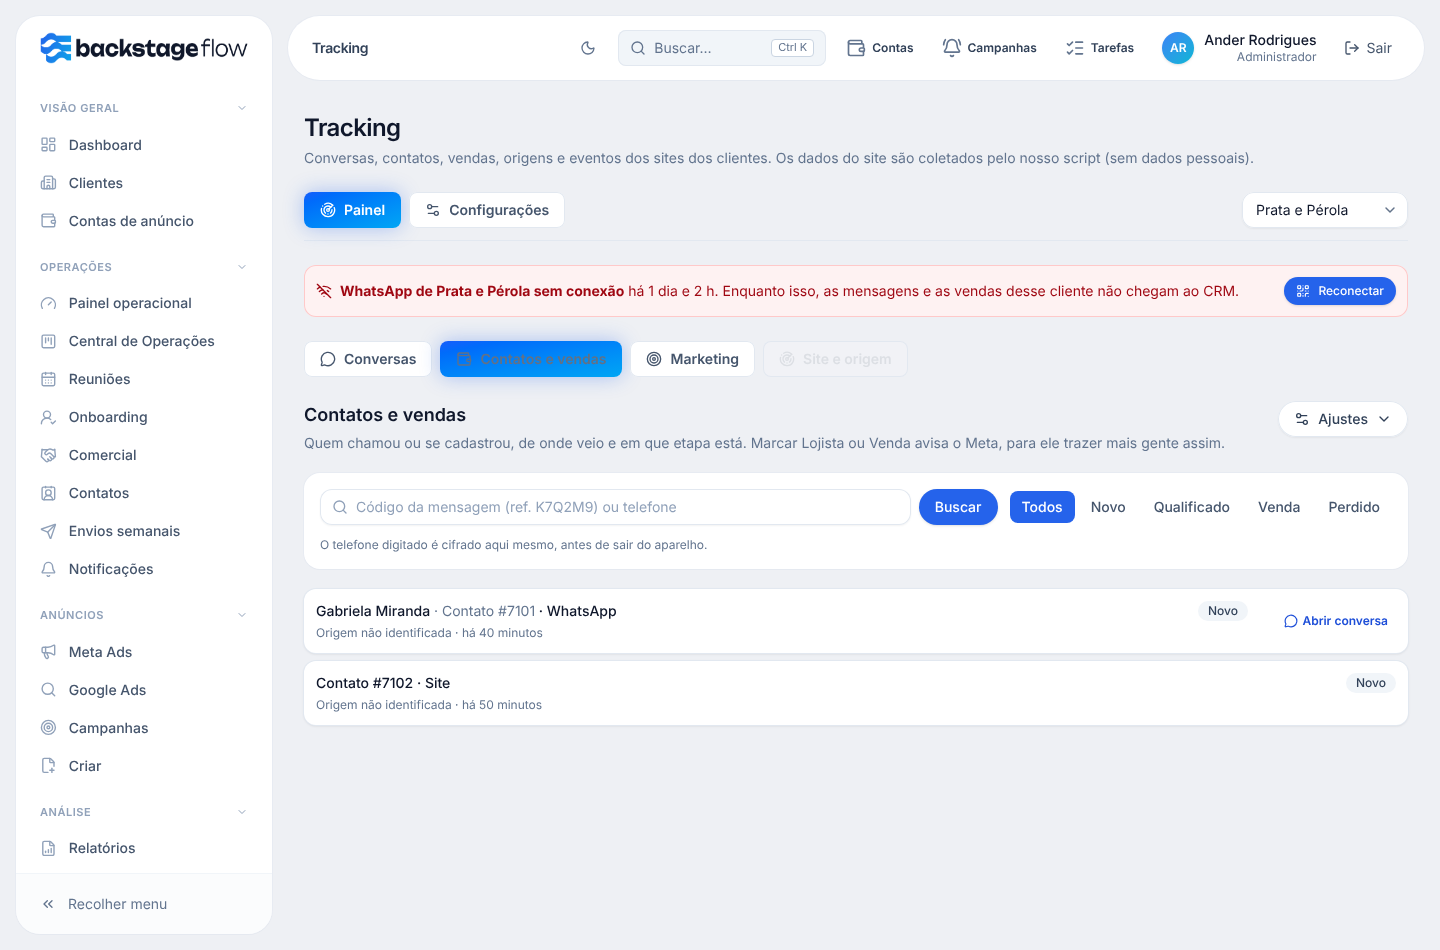 backstageflow
VISÃO GERAL
Dashboard
Clientes
Contas de anúncio
OPERAÇÕES
Painel operacional
Central de Operações
Reuniões
Onboarding
Comercial
Contatos
Envios semanais
Notificações
ANÚNCIOS
Meta Ads
Google Ads
Campanhas
Criar
ANÁLISE
Relatórios
Recolher menu
Tracking
Buscar...
Ctrl K
Contas
Campanhas
Tarefas
AR
Ander Rodrigues
Administrador
Sair
Tracking
Conversas, contatos, vendas, origens e eventos dos sites dos clientes. Os dados do site são coletados pelo nosso script (sem dados pessoais).
Painel
Configurações
Prata e Pérola
WhatsApp de Prata e Pérola sem conexão há 1 dia e 2 h. Enquanto isso, as mensagens e as vendas desse cliente não chegam ao CRM.
Reconectar
Conversas
Contatos e vendas
Marketing
Site e origem
Contatos e vendas
Ajustes
Quem chamou ou se cadastrou, de onde veio e em que etapa está. Marcar Lojista ou Venda avisa o Meta, para ele trazer mais gente assim.
Código da mensagem (ref. K7Q2M9) ou telefone
Buscar
Todos
Novo
Qualificado
Venda
Perdido
O telefone digitado é cifrado aqui mesmo, antes de sair do aparelho.
Gabriela Miranda · Contato #7101 · WhatsApp
Novo
Abrir conversa
Origem não identificada · há 40 minutos
Contato #7102 · Site
Novo
Origem não identificada · há 50 minutos